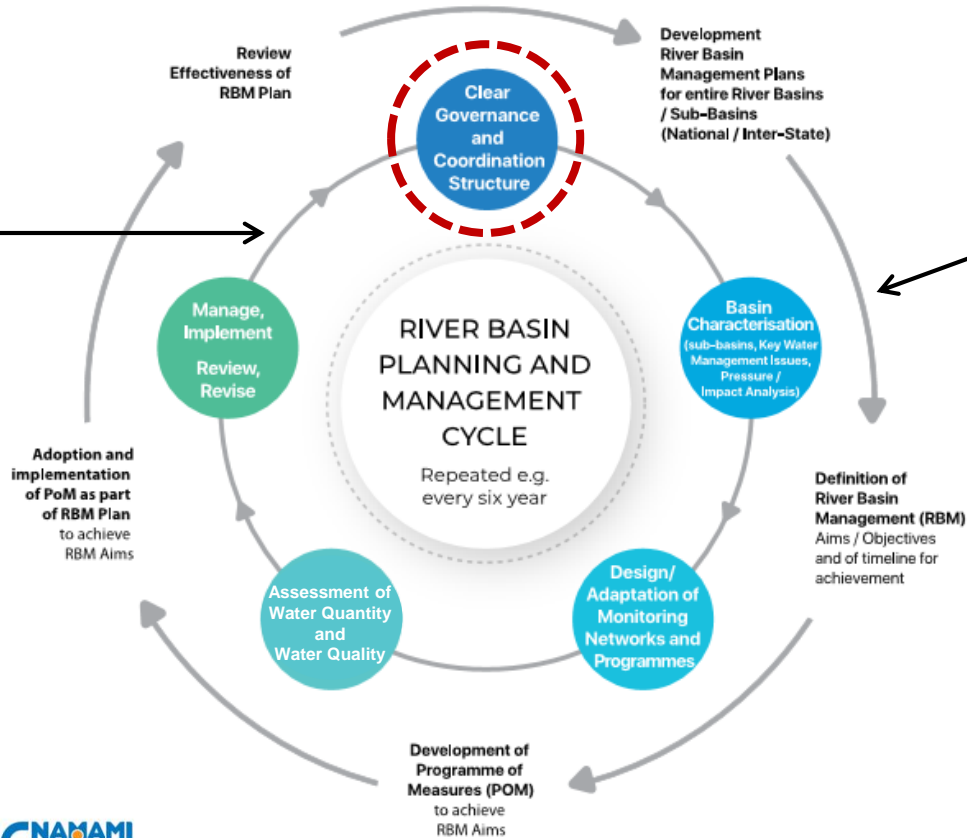 Review
Effectiveness of
RBM Plan
Development
River Basin
Management Plans
for entire River Basins
/ Sub-Basins
(National / Inter-State)
Clear
Governance
and
Coordination
Structure
Manage,
Implement
Review,
Revise
RIVER BASIN
PLANNING AND
MANAGEMENT
CYCLE
Repeated e.g.
every six year
Basin
Characterisation
(sub-basins, Key Water
Management Issues,
Pressure /
Impact Analysis)
Adoption and
implementation
of PoM as part
of RBM Plan
to achieve
RBM Aims
Definition of
River Basin
Management (RBM)
Aims / Objectives
and of timeline for
achievement
Assessment of
Water Quantity
and
Water Quality
Design/
Adaptation of
Monitoring
Networks and
Programmes
Development of
Programme of
Measures (POM)
to achieve
RBM Aims
NAMAMI